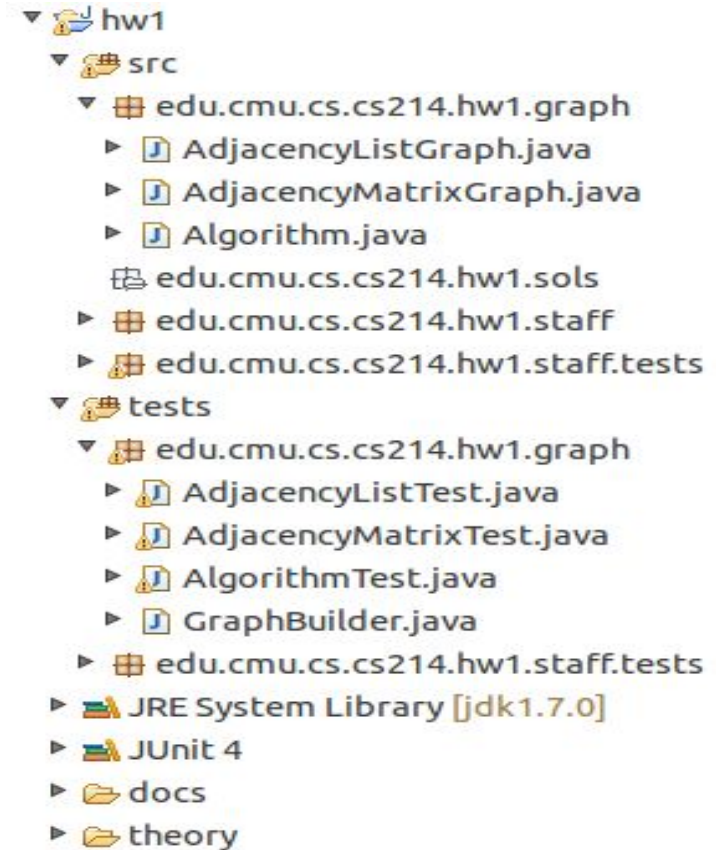 hw1
src
edu.cmu.cs.cs214.hw1.graph
AdjacencyListGraph.java
AdjacencyMatrixGraph.java
Algorithm.java
edu.cmu.cs.cs214.hw1.sols
edu.cmu.cs.cs214.hw1.staff
edu.cmu.cs.cs214.hw1.staff.tests
tests
edu.cmu.cs.cs214.hw1.graph
AdjacencyListTest.java
AdjacencyMatrixTest.java
AlgorithmTest.java
GraphBuilder.java
edu.cmu.cs.cs214.hw1.staff.tests
JRE System Library [jdk1.7.0]
JUnit 4
docs
theory